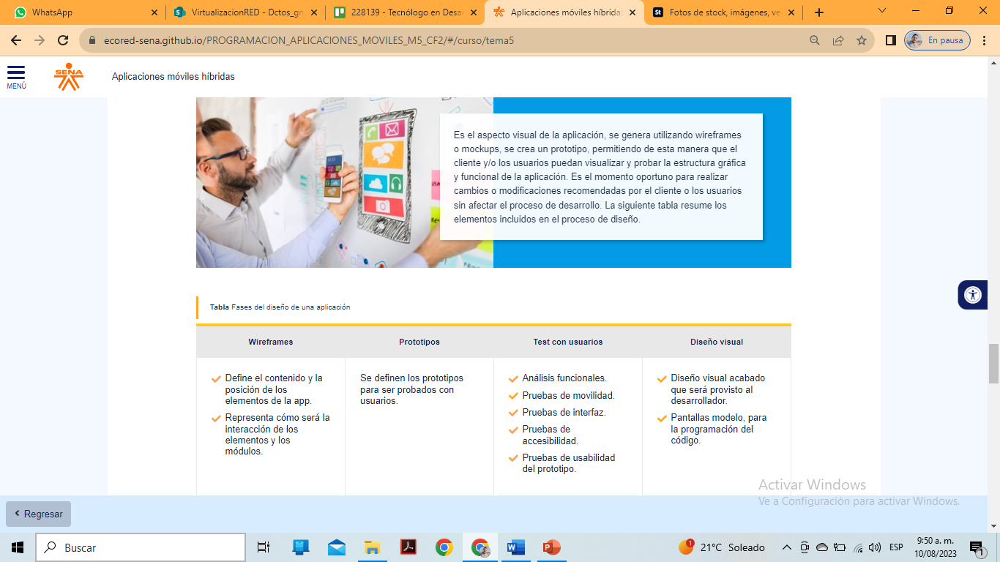 WhatsApp
VirtualizacionRED - Dctos_gn
228139 - Tecnólogo en Desar
Aplicaciones móviles híbridas
Fotos de stock, imágenes, ve
ecored-sena.github.io/PROGRAMACION_APLICACIONES_MOVILES_M5_CF2/#/curso/tema5
En pausa
MENÚ
SENA
Aplicaciones móviles híbridas
Es el aspecto visual de la aplicación, se genera utilizando wireframes
o mockups, se crea un prototipo, permitiendo de esta manera que el
cliente y/o los usuarios puedan visualizar y probar la estructura gráfica
y funcional de la aplicación. Es el momento oportuno para realizar
cambios o modificaciones recomendadas por el cliente o los usuarios
sin afectar el proceso de desarrollo. La siguiente tabla resume los
elementos incluidos en el proceso de diseño.
Tabla Fases del diseño de una aplicación
Wireframes
Prototipos
Test con usuarios
Diseño visual
Define el contenido y la
posición de los
elementos de la app.
Representa cómo será la
interacción de los
elementos y los
módulos.
Se definen los prototipos
para ser probados con
usuarios.
Análisis funcionales.
Pruebas de movilidad.
Pruebas de interfaz.
Pruebas de
accesibilidad.
Pruebas de usabilidad
del prototipo.
Diseño visual acabado
que será provisto al
desarrollador.
Pantallas modelo, para
la programación del
código.
Activar Windows
Ve a Configuración para activar Windows.
Regresar
Buscar
21°C Soleado
ESP
9:50 a. m.
10/08/2023